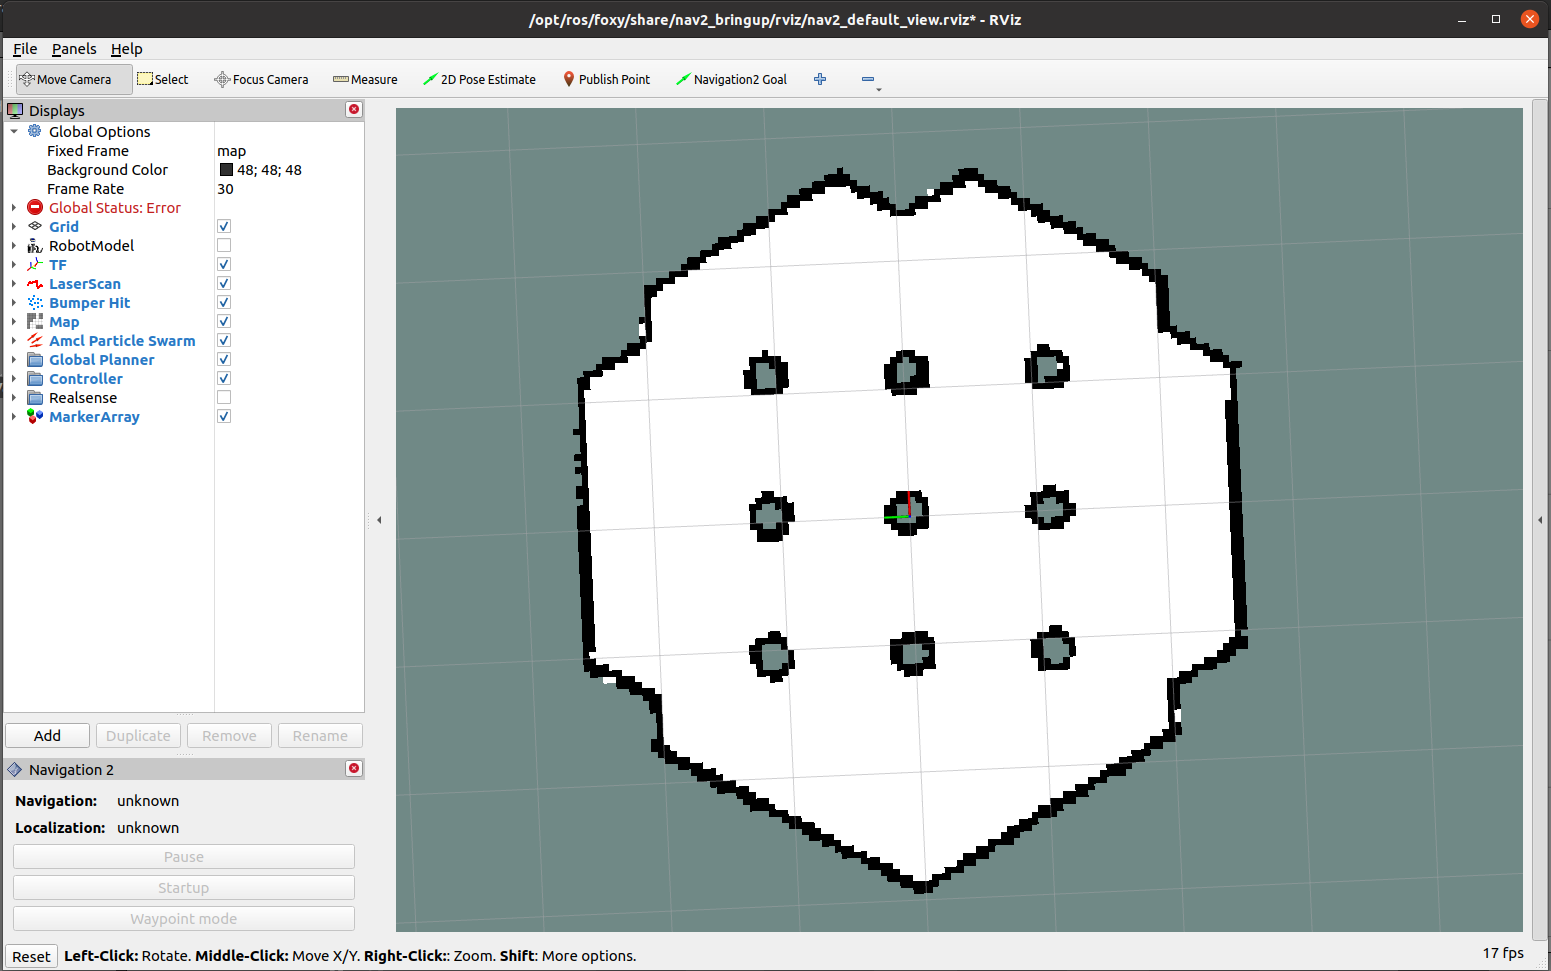 /opt/ros/foxy/share/nav2_bringup/rviz/nav2_default_view.rviz* - RViz
File Panels Help
Move Camera Select Focus Camera Measure 2D Pose Estimate Publish Point Navigation2 Goal
Displays
Global Options
Fixed Frame map
Background Color 48; 48; 48
Frame Rate 30
Global Status: Error
Grid
RobotModel
TF
LaserScan
Bumper Hit
Map
Amcl Particle Swarm
Global Planner
Controller
Realsense
MarkerArray
Add Duplicate Remove Rename
Navigation 2
Navigation: unknown
Localization: unknown
Pause
Startup
Waypoint mode
Reset Left-Click: Rotate. Middle-Click: Move X/Y. Right-Click:: Zoom. Shift: More options. 17 fps